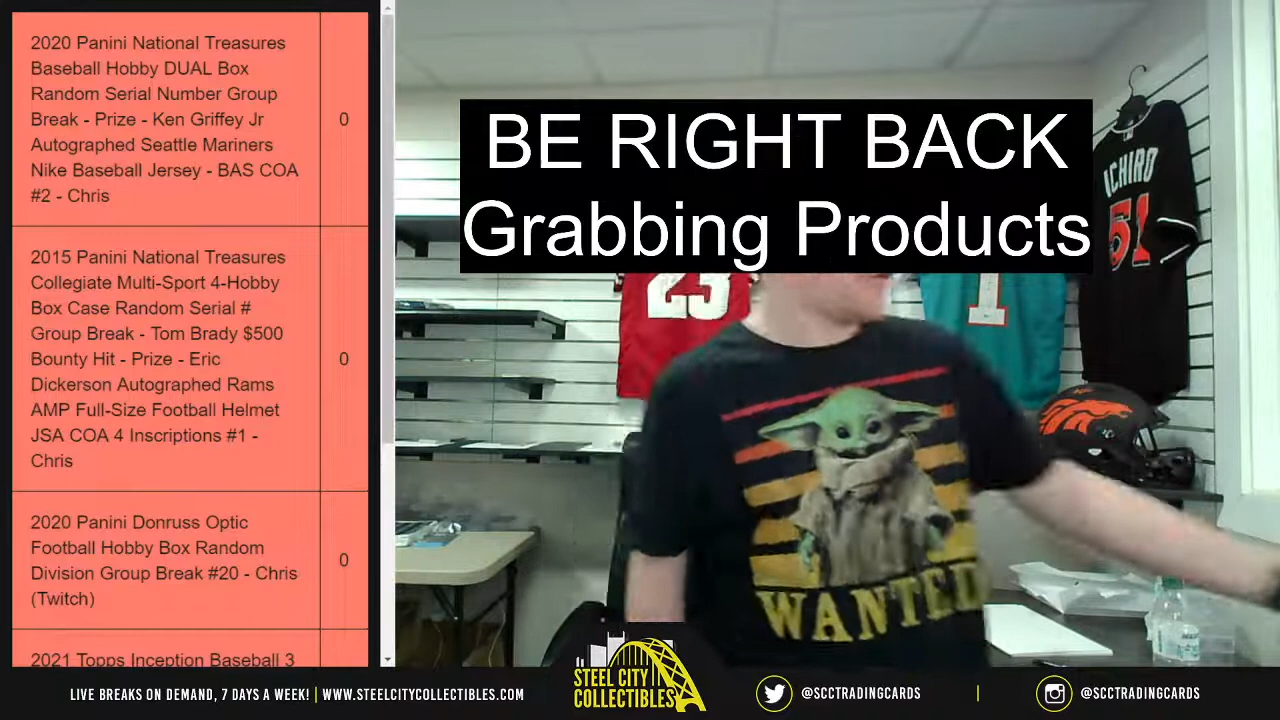 2020 Panini National Treasures
Baseball Hobby DUAL Box
Random Serial Number Group
Break - Prize - Ken Griffey Jr
Autographed Seattle Mariners
Nike Baseball Jersey - BAS COA
#2 - Chris
0
2015 Panini National Treasures
Collegiate Multi-Sport 4-Hobby
Box Case Random Serial #
Group Break - Tom Brady $500
Bounty Hit - Prize - Eric
Dickerson Autographed Rams
AMP Full-Size Football Helmet
JSA COA 4 Inscriptions #1 -
Chris
0
2020 Panini Donruss Optic
Football Hobby Box Random
Division Group Break #20 - Chris
(Twitch)
0
2021 Topps Inception Baseball 3
BE RIGHT BACK
Grabbing Products
ICHIRO
51
23
1
WANTED
LIVE BREAKS ON DEMAND, 7 DAYS A WEEK! | WWW.STEELCITYCOLLECTIBLES.COM
STEEL CITY
COLLECTIBLES
@SCCTRADINGCARDS
@SCCTRADINGCARDS